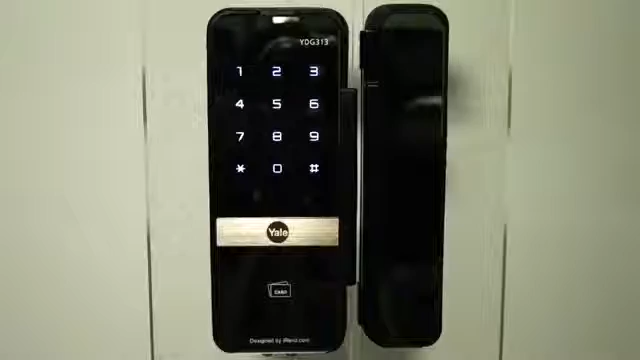 YDG313
1 2 3
4 5 6
7 8 9
* 0 #
Yale
CARD
Designed by iRevo.com